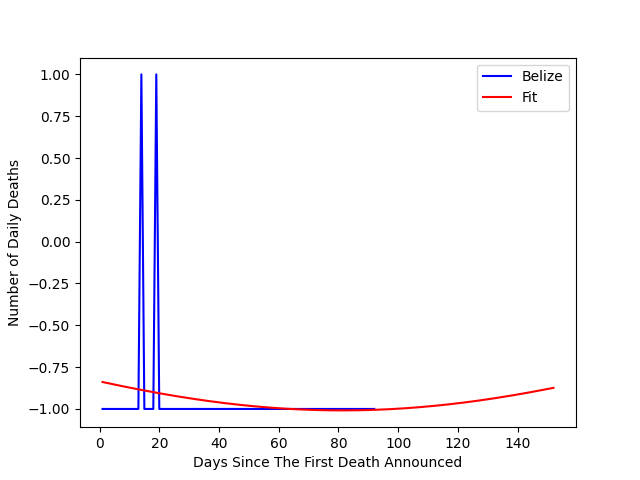 Belize
Fit
1.00
0.75
0.50
0.25
0.00
−0.25
−0.50
−0.75
−1.00
Number of Daily Deaths
0 20 40 60 80 100 120 140
Days Since The First Death Announced